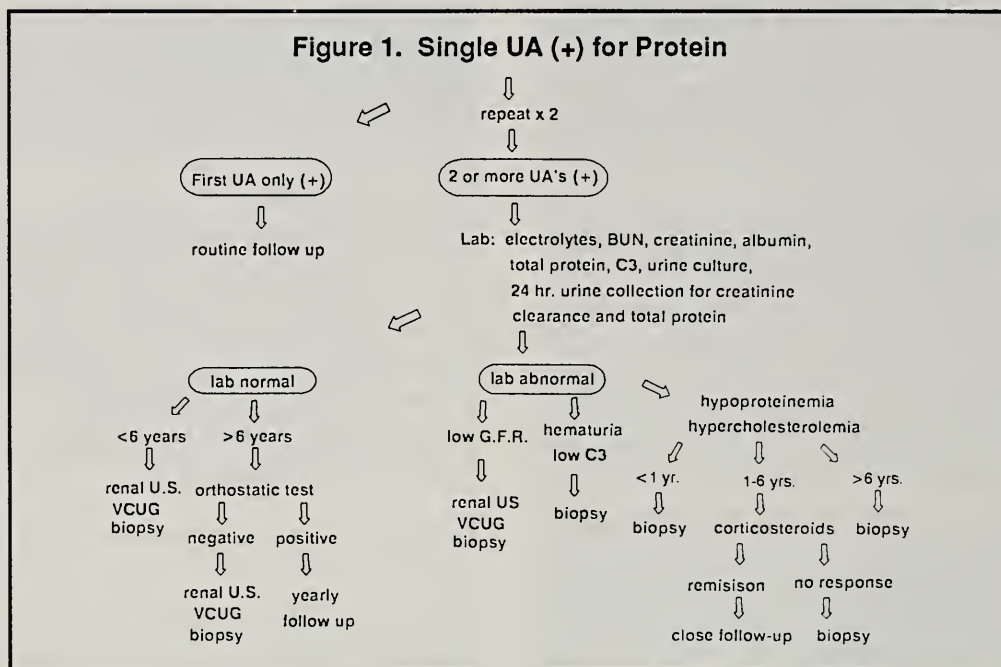 Figure 1. Single UA (+) for Protein
repeat x 2
First UA only (+)
2 or more UA's (+)
routine follow up
Lab: electrolytes, BUN, creatinine, albumin,
total protein, C3, urine culture,
24 hr. urine collection for creatinine
clearance and total protein
lab normal
lab abnormal
<6 years
>6 years
low G.F.R.
hematuria
low C3
hypoproteinemia
hypercholesterolemia
renal U.S.
VCUG
biopsy
orthostatic test
renal US
VCUG
biopsy
biopsy
<1 yr.
1-6 yrs.
>6 yrs.
biopsy
corticosteroids
biopsy
negative
positive
remisison
no response
renal U.S.
VCUG
biopsy
yearly
follow up
close follow-up
biopsy